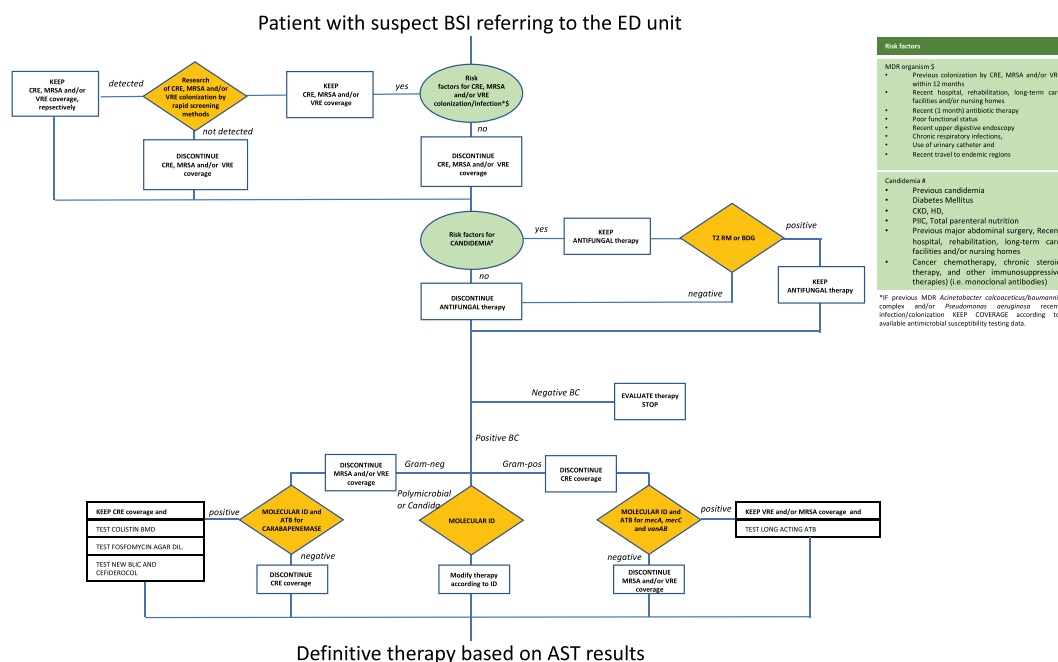 Patient with suspect BSI referring to the ED unit
KEEP
CRE, MRSA and/or
VRE coverage,
repsectively
detected
Research
of CRE, MRSA and/or
VRE colonization by
rapid screening
methods
KEEP
CRE, MRSA and/or
VRE coverage
yes
Risk
factors for CRE, MRSA
and/or VRE
colonization/infection*$
not detected
no
DISCONTINUE
CRE, MRSA and/or VRE
coverage
DISCONTINUE
CRE, MRSA and/or VRE
coverage
Risk factors for
CANDIDEMIA#
yes
KEEP
ANTIFUNGAL therapy
T2 RM or BDG
positive
no
KEEP
ANTIFUNGAL therapy
DISCONTINUE
ANTIFUNGAL therapy
negative
Risk factors
MDR organism $
• Previous colonization by CRE, MRSA and/or VR
within 12 months
• Recent hospital, rehabilitation, long-term car
facilities and/or nursing homes
• Recent (1 month) antibiotic therapy
• Poor functional status
• Recent upper digestive endoscopy
• Chronic respiratory infections,
• Use of urinary catheter and
• Recent travel to endemic regions
Candidemia #
• Previous candidemia
• Diabetes Mellitus
• CKD, HD,
• PIIC, Total parenteral nutrition
• Previous major abdominal surgery, Recen
hospital, rehabilitation, long-term car
facilities and/or nursing homes
• Cancer chemotherapy, chronic steroi
therapy, and other immunosuppressive
therapies) (i.e. monoclonal antibodies)
*IF previous MDR Acinetobacter calcoaceticus/baumanni
complex and/or Pseudomonas aeruginosa recen
infection/colonization KEEP COVERAGE according to
available antimicrobial susceptibility testing data.
Negative BC
EVALUATE therapy
STOP
Positive BC
DISCONTINUE
MRSA and/or VRE
coverage
Gram-neg
Gram-pos
DISCONTINUE
CRE coverage
Polymicrobial
or Candida
KEEP CRE coverage and
TEST COLISTIN BMD
TEST FOSFOMYCIN AGAR DIL.
TEST NEW BLIC AND
CEFIDEROCOL
positive
MOLECULAR ID and
ATB for
CARABAPENEMASE
MOLECULAR ID
MOLECULAR ID and
ATB for mecA, mecC
and vanAB
positive
KEEP VRE and/or MRSA coverage and
TEST LONG ACTING ATB
negative
negative
DISCONTINUE
CRE coverage
Modify therapy
according to ID
DISCONTINUE
MRSA and/or VRE
coverage
Definitive therapy based on AST results